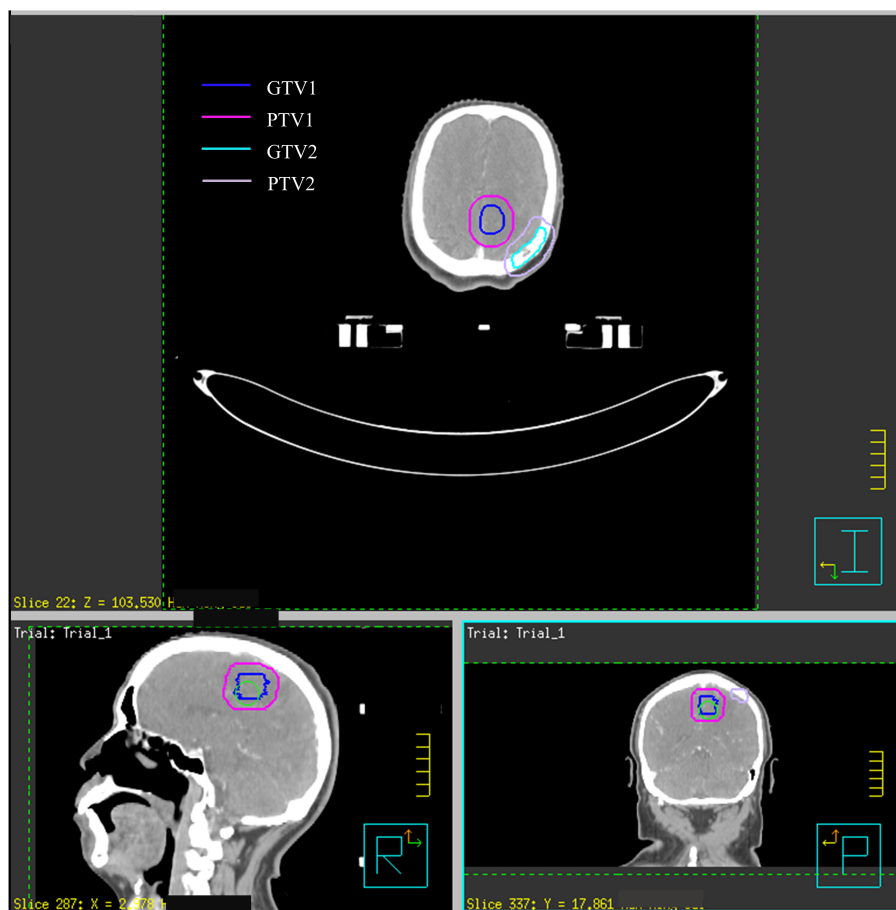 GTV1
PTV1
GTV2
PTV2
I
Slice 22: Z = 103.530
Trial: Trial_1
Trial: Trial_1
R
P
Slice 287: X = 2.978
Slice 337: Y = 17.861